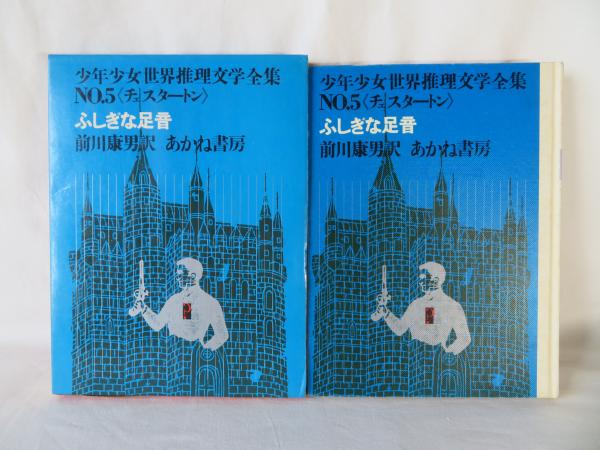 少年少女世界推理文学全集
NO.5〈チェスタートン〉
ふしぎな足音
前川康男訳 あかね書房
少年少女世界推理文学全集
NO.5〈チェスタートン〉
ふしぎな足音
前川康男訳 あかね書房